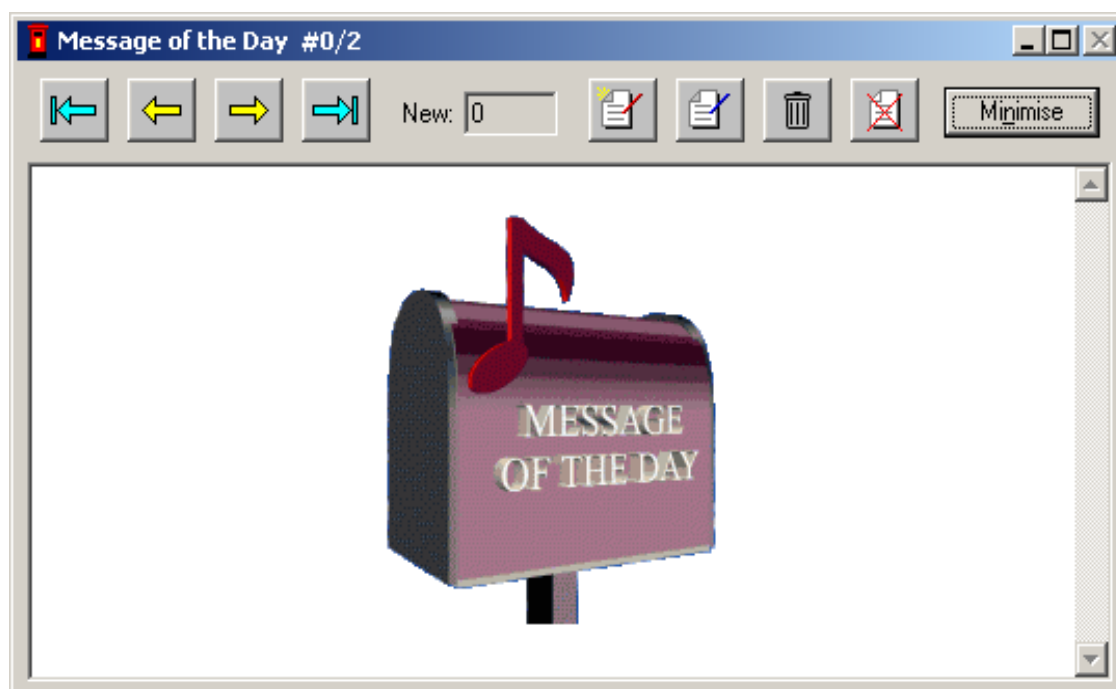 Message of the Day #0/2
New: 0
Minimise
MESSAGE
OF THE DAY